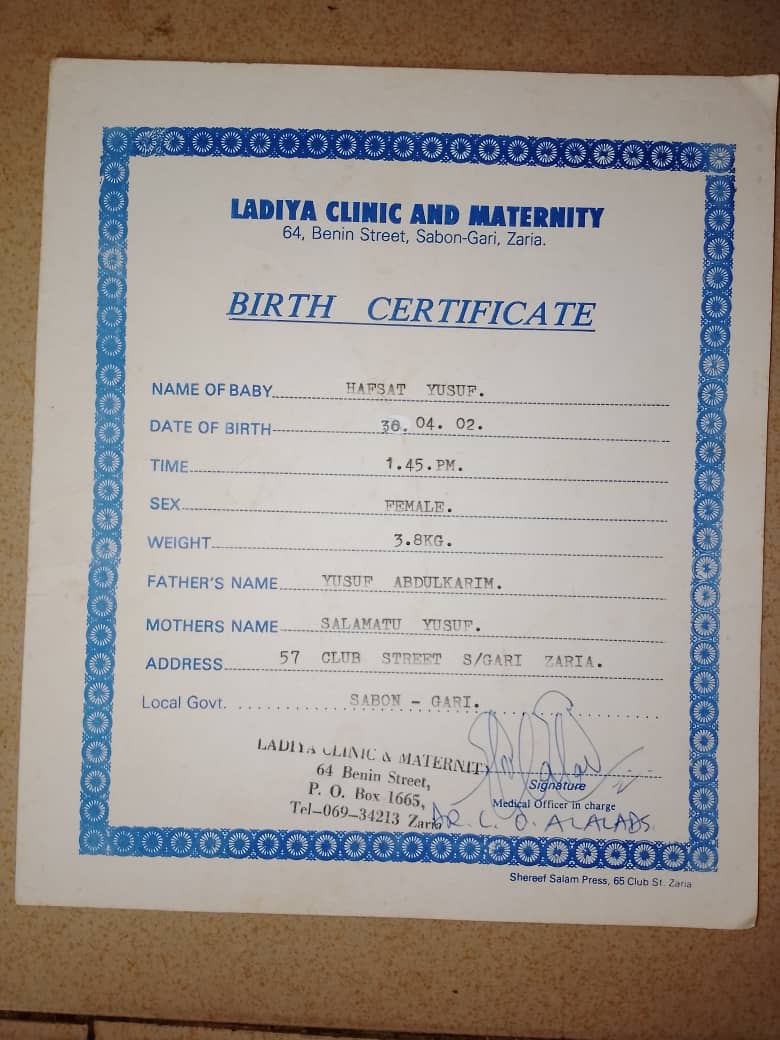 LADIYA CLINIC AND MATERNITY
64, Benin Street, Sabon-Gari, Zaria.
BIRTH CERTIFICATE
NAME OF BABY HAFSAT YUSUF.
DATE OF BIRTH 30. 04. 02.
TIME 1.45.PM.
SEX FEMALE.
WEIGHT 3.8KG.
FATHER'S NAME YUSUF ABDULKARIM.
MOTHERS NAME SALAMATU YUSUF.
ADDRESS 57 CLUB STREET S/GARI ZARIA.
Local Govt. SABON - GARI.
LADIYA CLINIC & MATERNITY
64 Benin Street,
P. O. Box 1665,
Tel-069-34213 Zaria
Signature
Medical Officer in charge
DR. C. O.
Shereef Salam Press, 65 Club St. Zaria